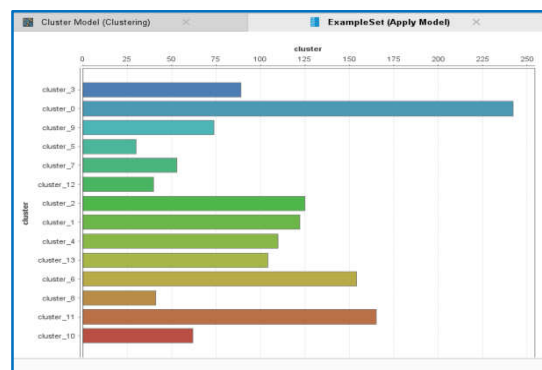 Cluster Model (Clustering) ExampleSet (Apply Model)
cluster
0 25 50 75 100 125 150 175 200 225 250
cluster_3
cluster_0
cluster_9
cluster_5
cluster_7
cluster_12
cluster_2
cluster_1
cluster_4
cluster_13
cluster_6
cluster_8
cluster_11
cluster_10
cluster